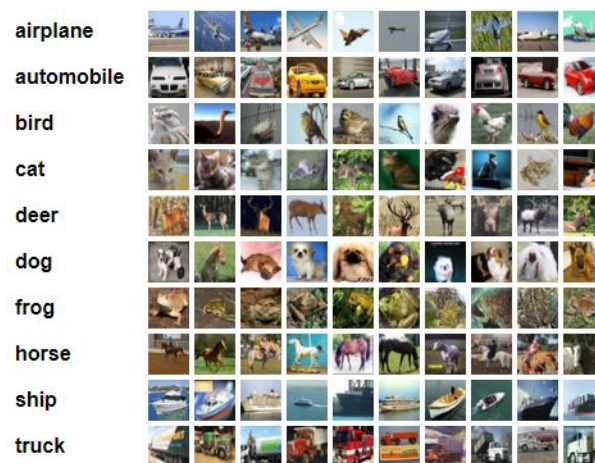 airplane
automobile
bird
cat
deer
dog
frog
horse
ship
truck